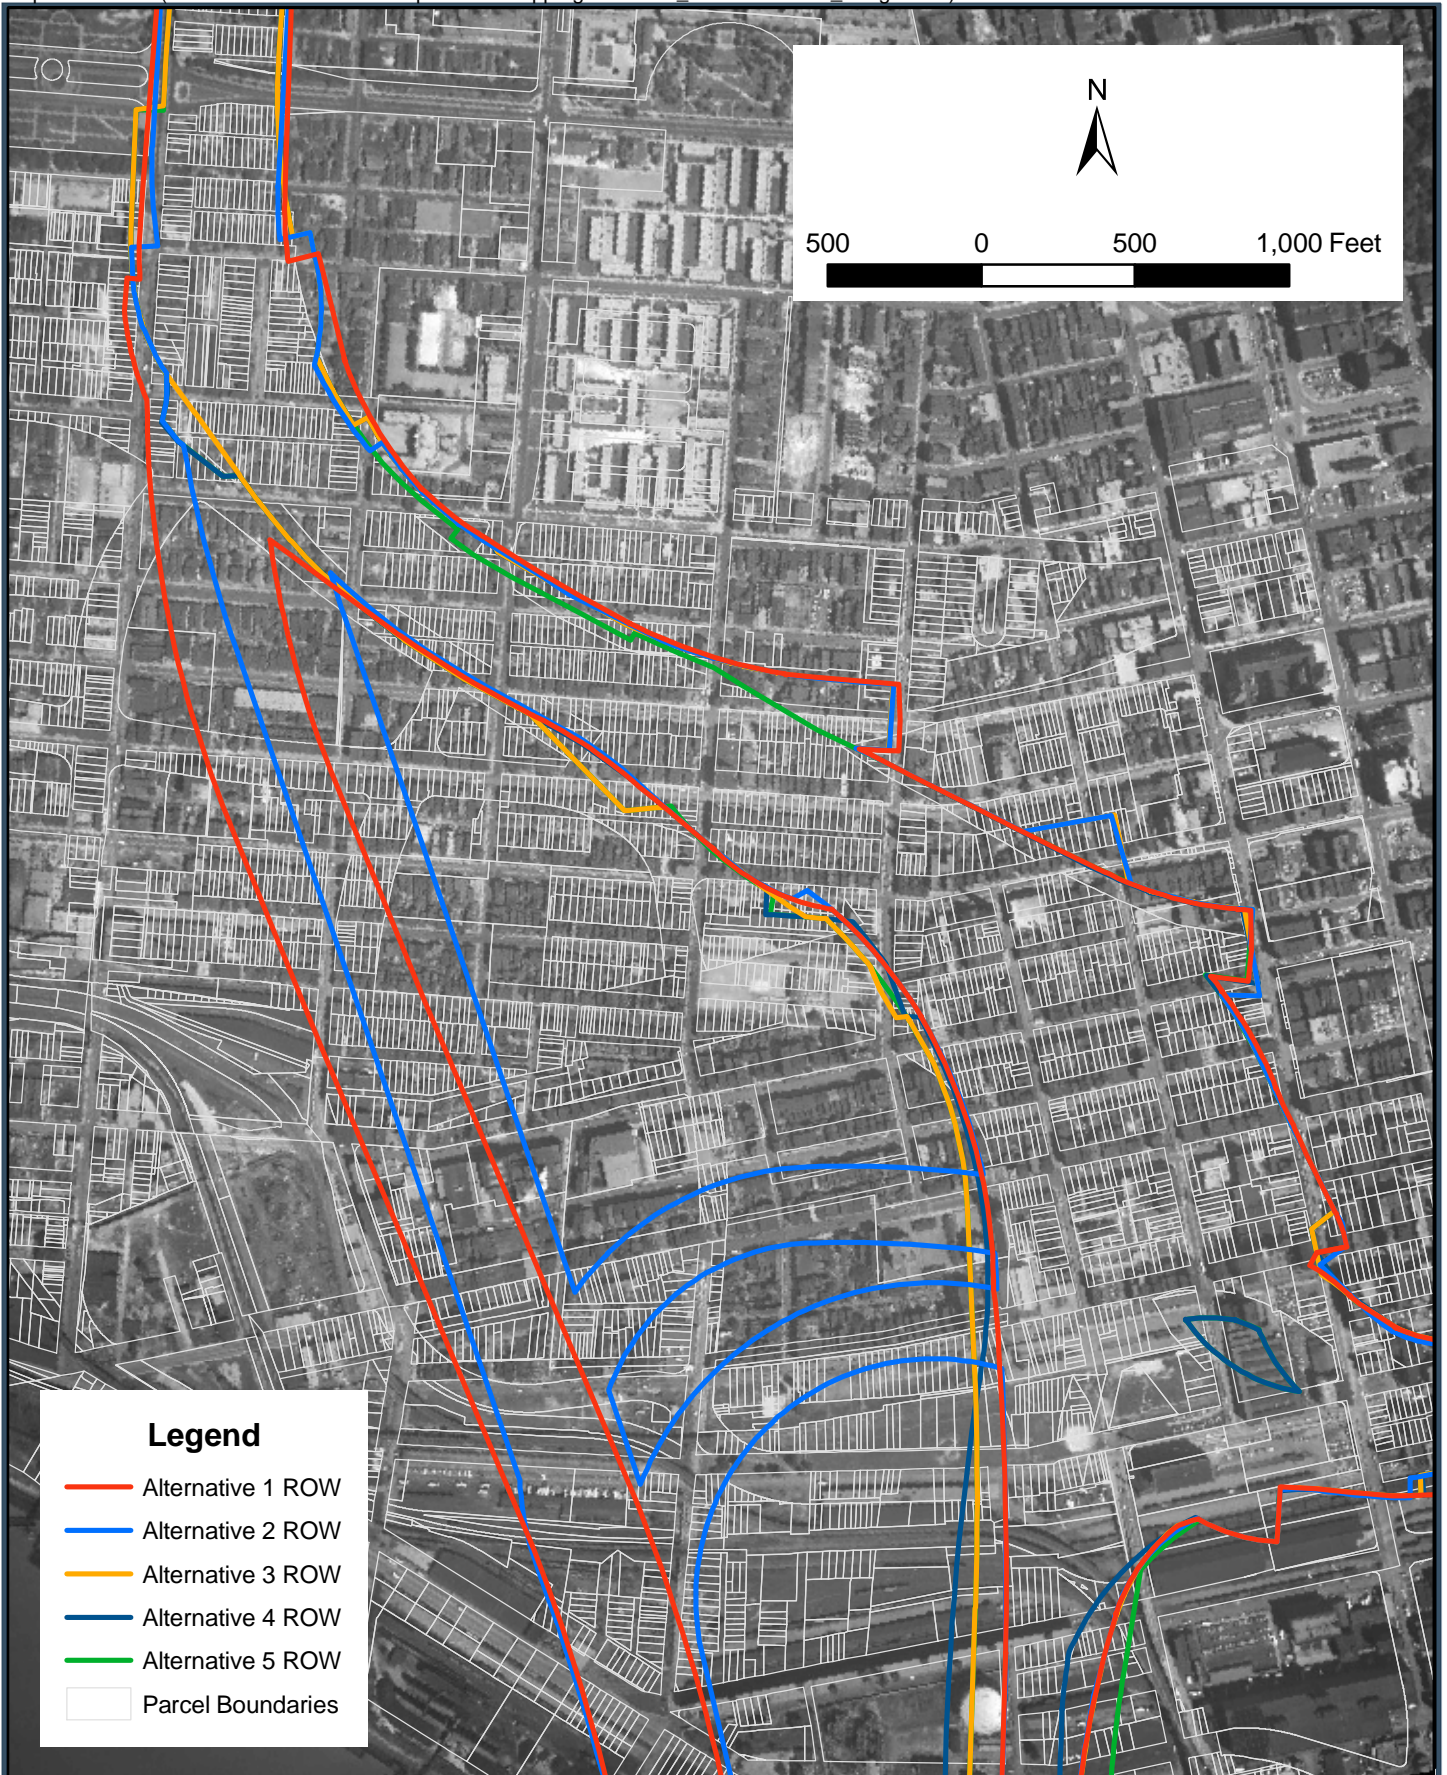 N
500 0 500 1,000 Feet
Legend
Alternative 1 ROW
Alternative 2 ROW
Alternative 3 ROW
Alternative 4 ROW
Alternative 5 ROW
Parcel Boundaries